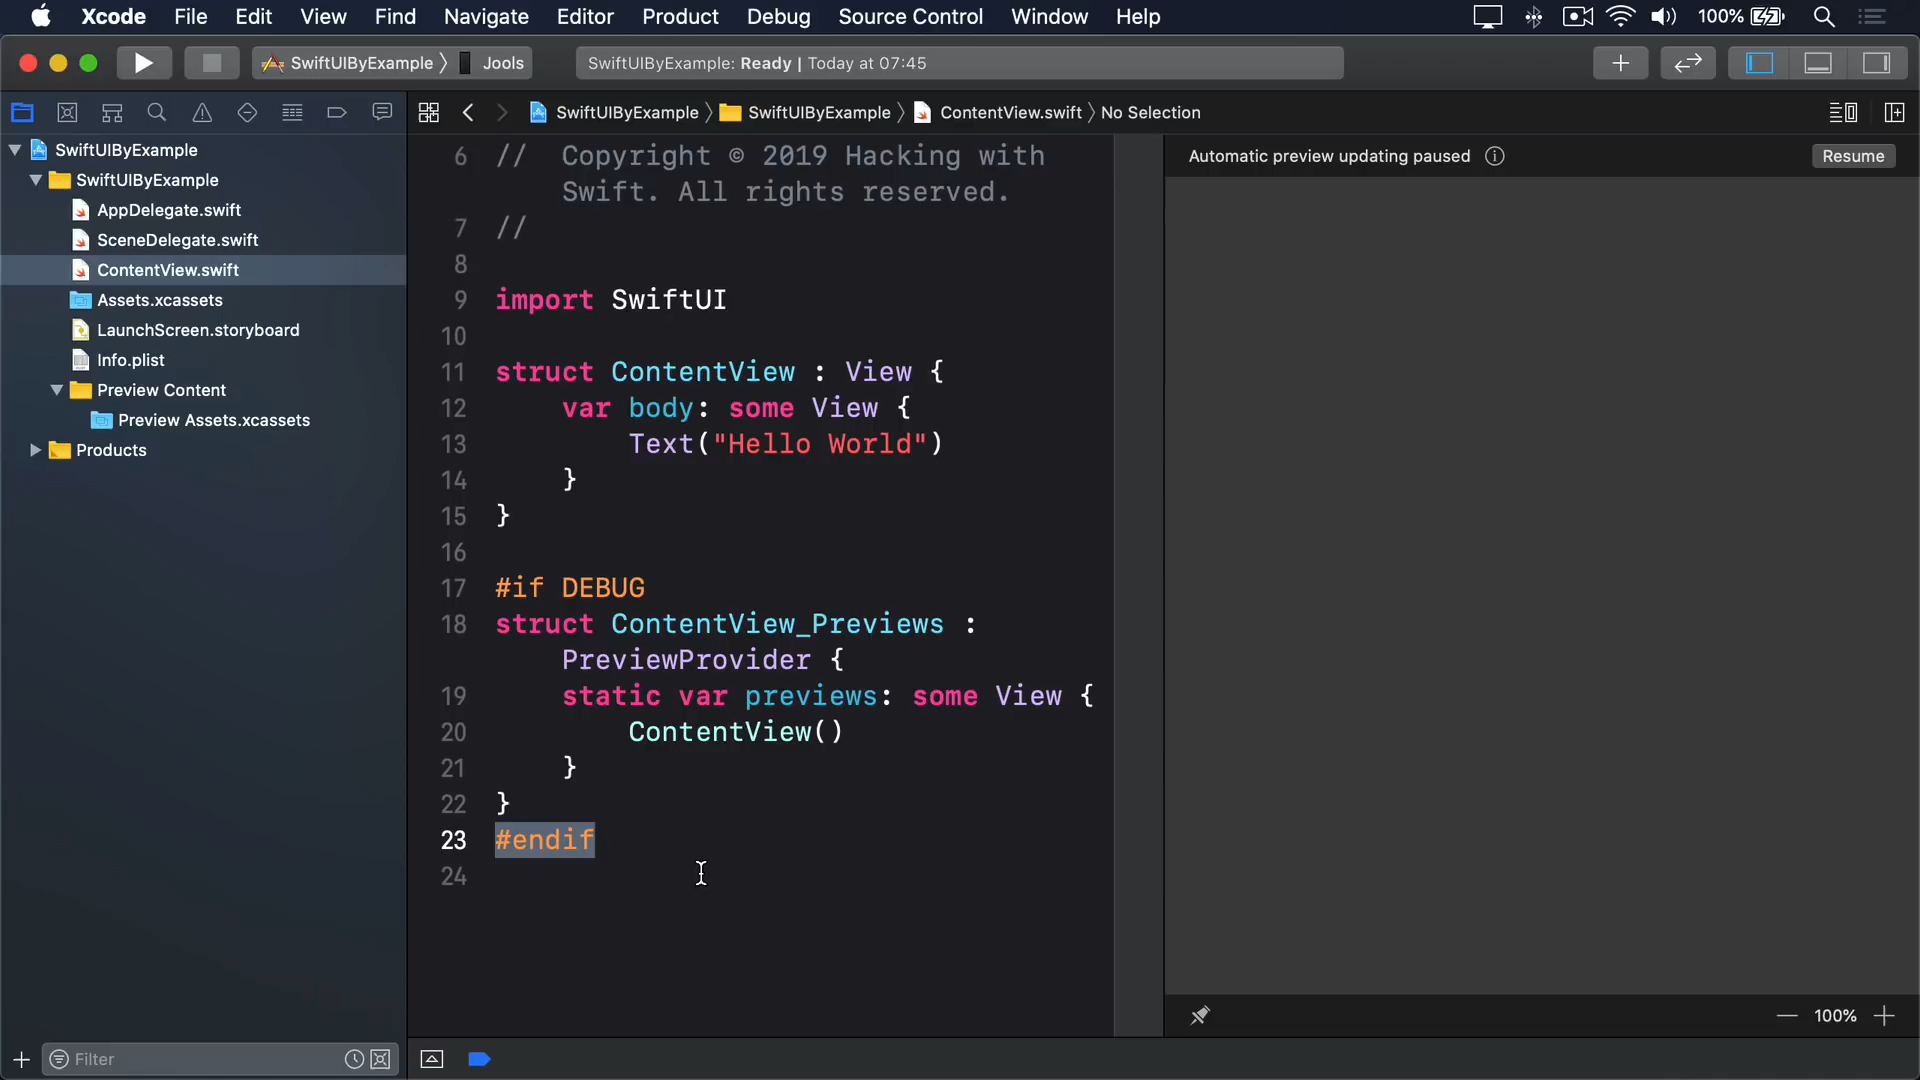 Xcode File Edit View Find Navigate Editor Product Debug Source Control Window Help 100%
SwiftUIByExample Jools SwiftUIByExample: Ready | Today at 07:45
SwiftUIByExample SwiftUIByExample ContentView.swift No Selection
SwiftUIByExample
SwiftUIByExample
AppDelegate.swift
SceneDelegate.swift
ContentView.swift
Assets.xcassets
LaunchScreen.storyboard
Info.plist
Preview Content
Preview Assets.xcassets
Products
Filter
6 // Copyright © 2019 Hacking with
Swift. All rights reserved.
7 //
8
9 import SwiftUI
10
11 struct ContentView : View {
12 var body: some View {
13 Text("Hello World")
14 }
15 }
16
17 #if DEBUG
18 struct ContentView_Previews :
PreviewProvider {
19 static var previews: some View {
20 ContentView()
21 }
22 }
23 #endif
24
Automatic preview updating paused Resume
100%